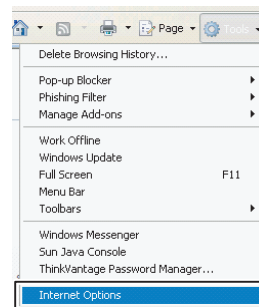 Page Tools
Delete Browsing History...
Pop-up Blocker
Phishing Filter
Manage Add-ons
Work Offline
Windows Update
Full Screen F11
Menu Bar
Toolbars
Windows Messenger
Sun Java Console
ThinkVantage Password Manager...
Internet Options